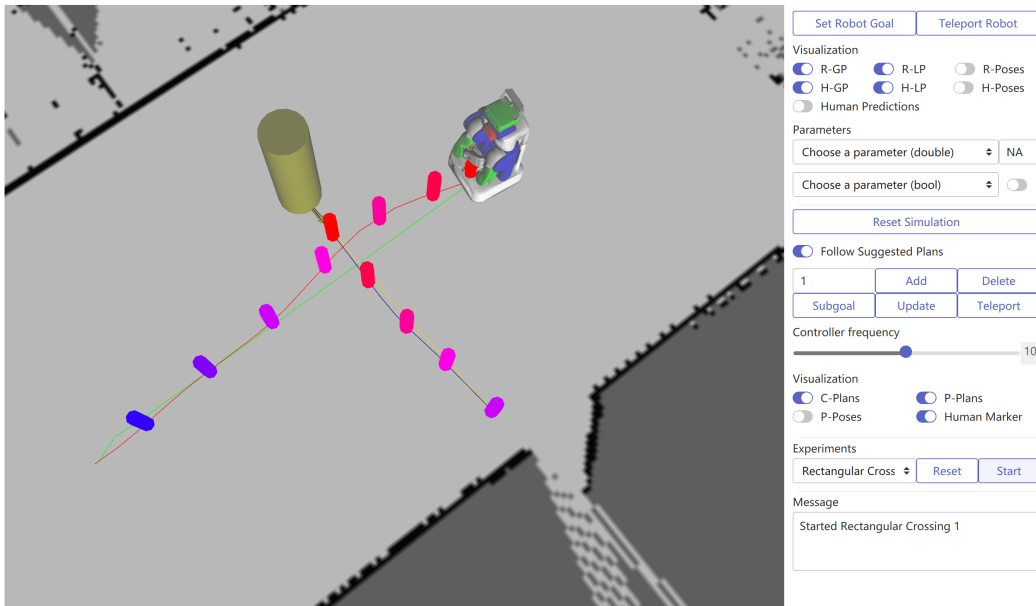 Set Robot Goal Teleport Robot
Visualization
R-GP R-LP R-Poses
H-GP H-LP H-Poses
Human Predictions
Parameters
Choose a parameter (double) NA
Choose a parameter (bool)
Reset Simulation
Follow Suggested Plans
1 Add Delete
Subgoal Update Teleport
Controller frequency
10
Visualization
C-Plans P-Plans
P-Poses Human Marker
Experiments
Rectangular Cross Reset Start
Message
Started Rectangular Crossing 1